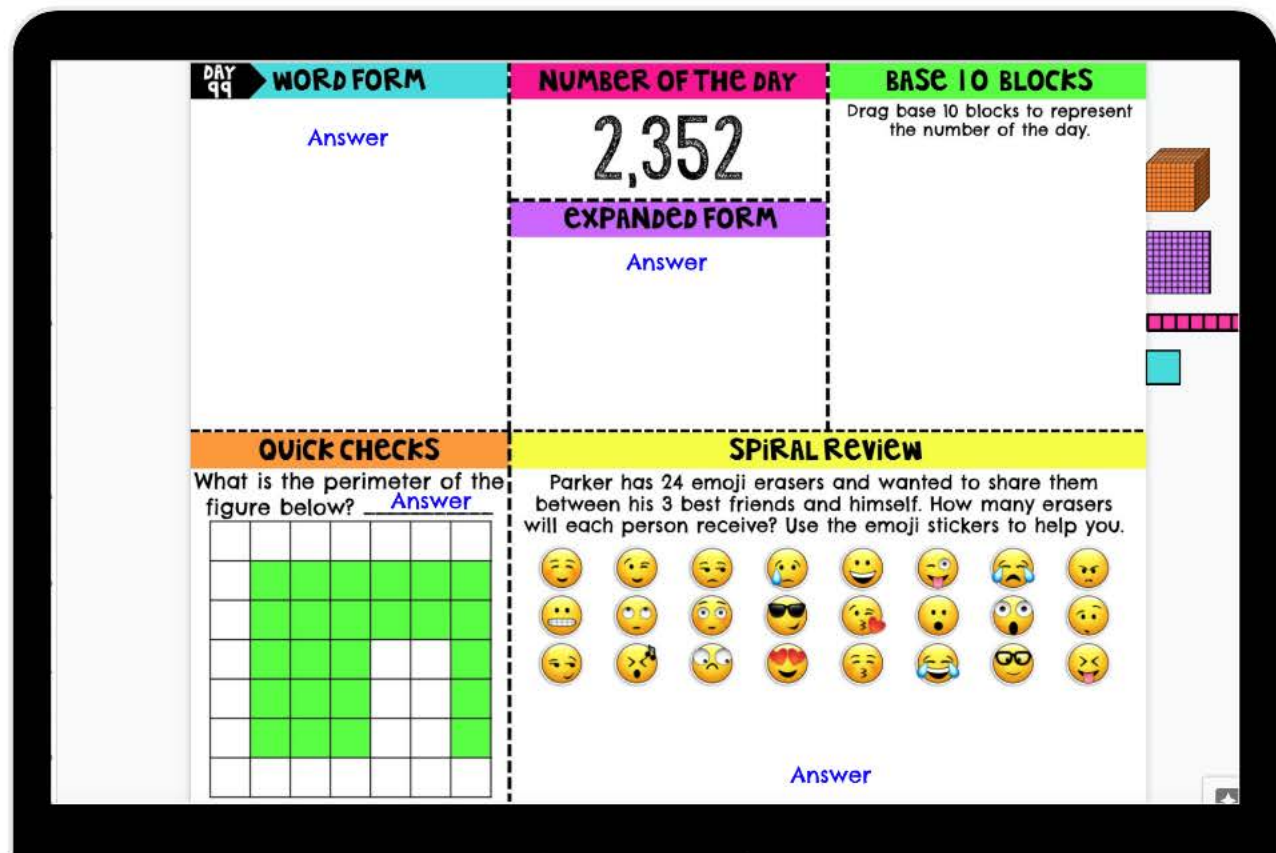 DAY
99
WORD FORM
Answer
NUMBER OF THE DAY
2,352
EXPANDED FORM
Answer
BASE 10 BLOCKS
Drag base 10 blocks to represent
the number of the day.
QUICK CHECKS
What is the perimeter of the
figure below? __________
Answer
SPIRAL REVIEW
Parker has 24 emoji erasers and wanted to share them
between his 3 best friends and himself. How many erasers
will each person receive? Use the emoji stickers to help you.
Answer